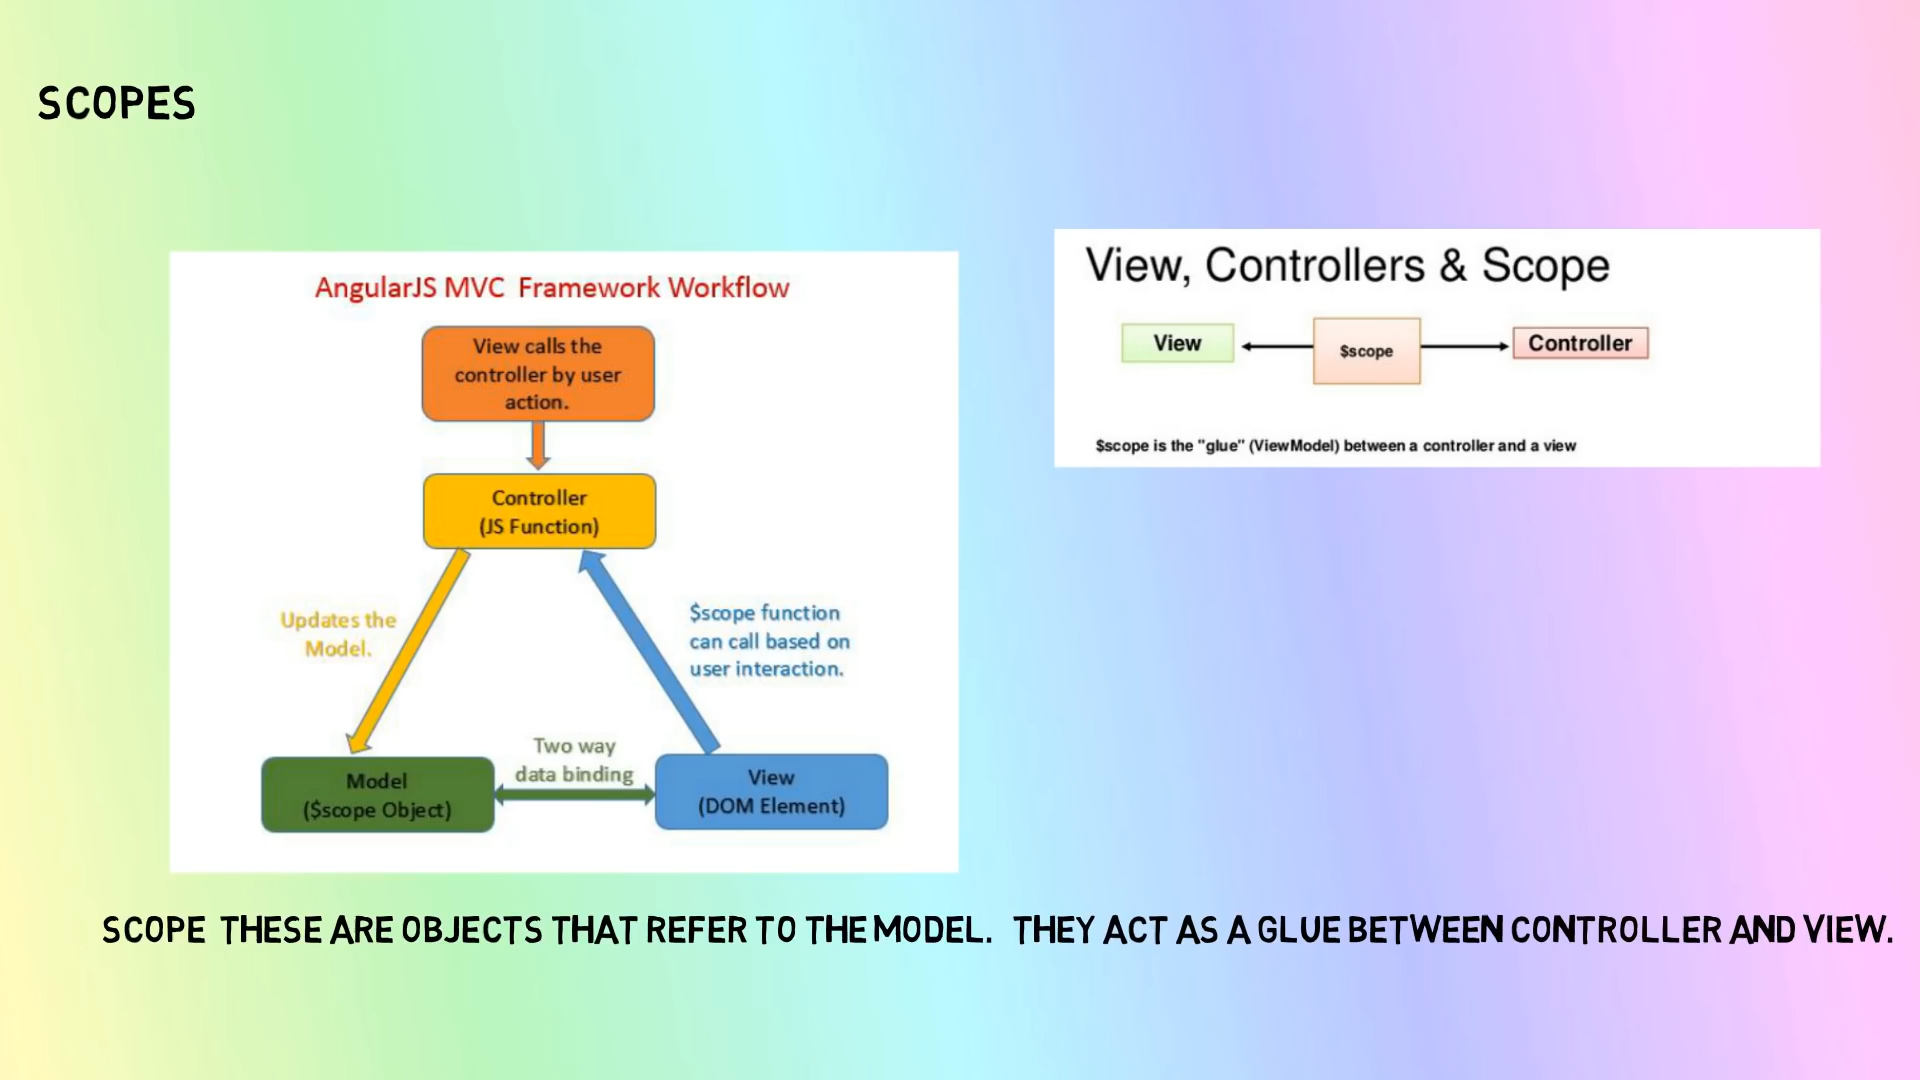 SCOPES
AngularJS MVC Framework Workflow
View calls the
controller by user
action.
Controller
(JS Function)
Updates the
Model.
$scope function
can call based on
user interaction.
Two way
data binding
Model
($scope Object)
View
(DOM Element)
View, Controllers & Scope
View
$scope
Controller
$scope is the "glue" (ViewModel) between a controller and a view
SCOPE THESE ARE OBJECTS THAT REFER TO THE MODEL. THEY ACT AS A GLUE BETWEEN CONTROLLER AND VIEW.